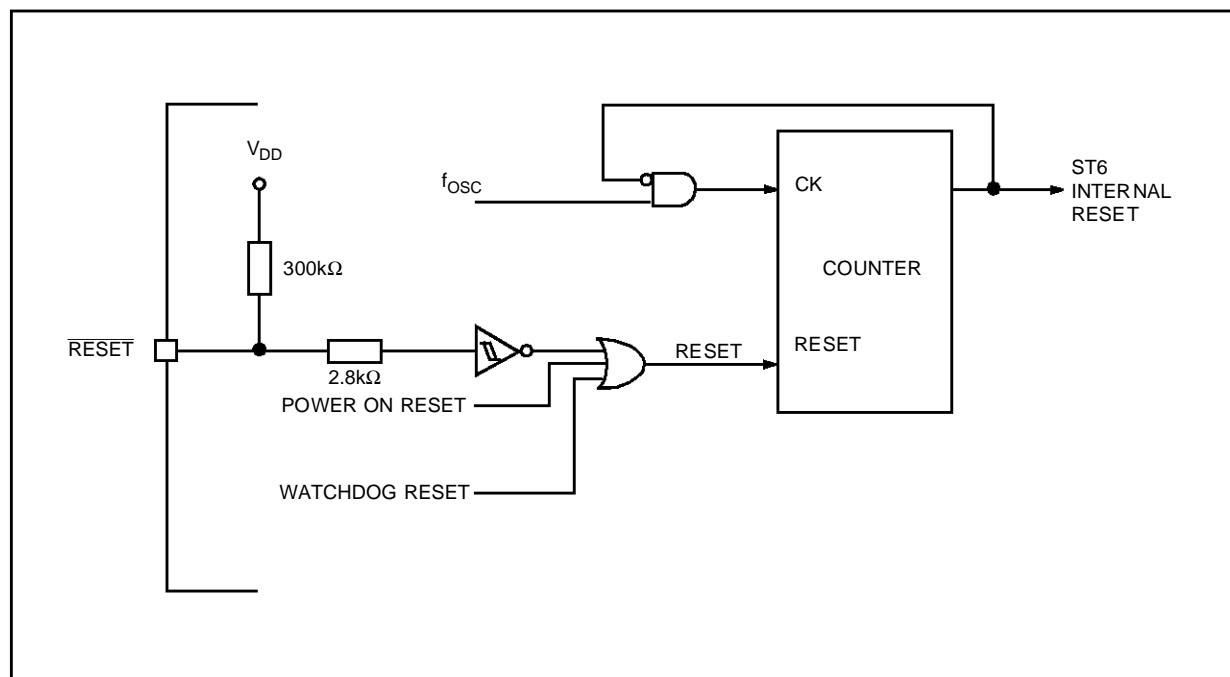 V_DD
f_OSC
CK
ST6
INTERNAL
RESET
300kΩ
COUNTER
RESET
RESET
RESET
2.8kΩ
POWER ON RESET
WATCHDOG RESET